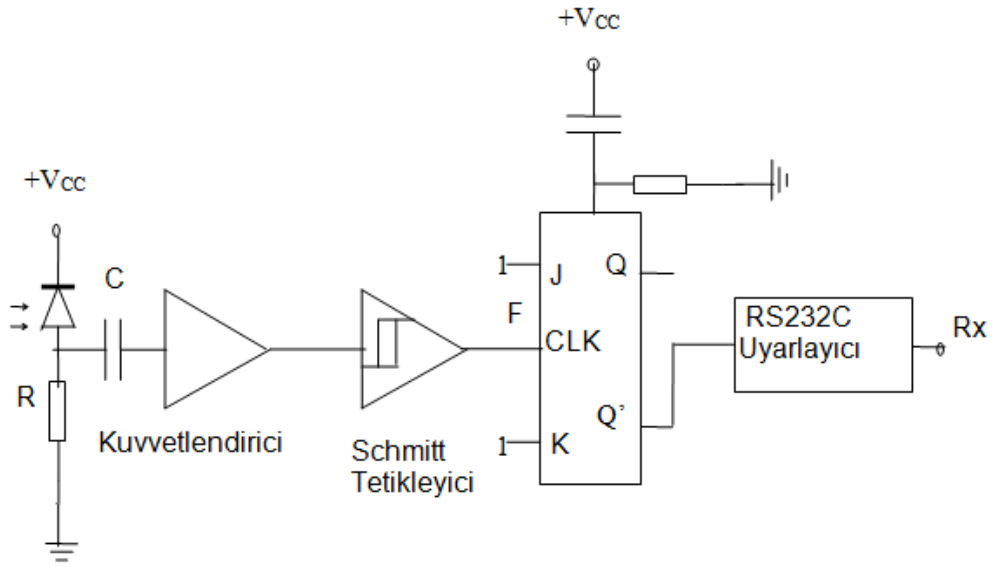 +VCC
+VCC
C
R
Kuvvetlendirici
Schmitt
Tetikleyici
1
J
Q
F
CLK
Q'
1
K
RS232C
Uyarlayıcı
Rx